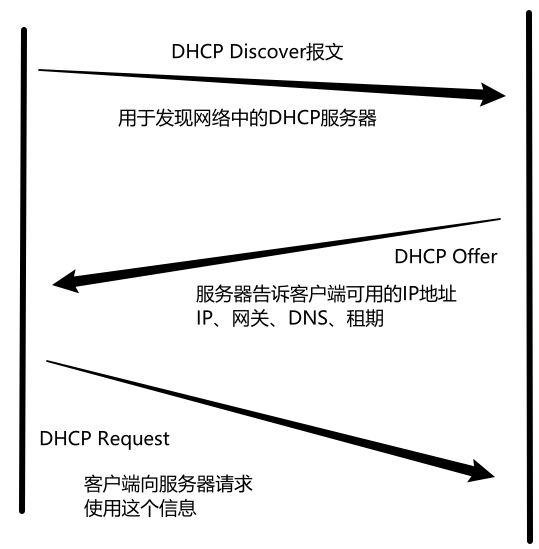 DHCP Discover报文
用于发现网络中的DHCP服务器
DHCP Offer
服务器告诉客户端可用的IP地址
IP、网关、DNS、租期
DHCP Request
客户端向服务器请求
使用这个信息